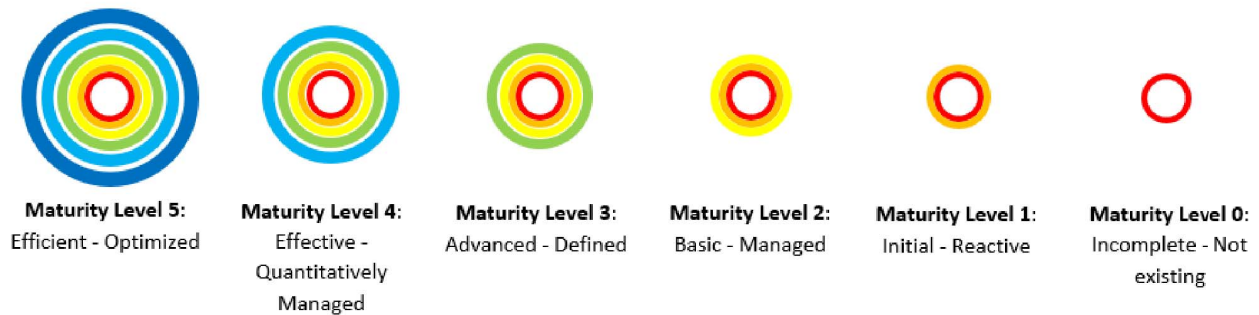 Maturity Level 5:
Efficient - Optimized
Maturity Level 4:
Effective -
Quantitatively
Managed
Maturity Level 3:
Advanced - Defined
Maturity Level 2:
Basic - Managed
Maturity Level 1:
Initial - Reactive
Maturity Level 0:
Incomplete - Not
existing